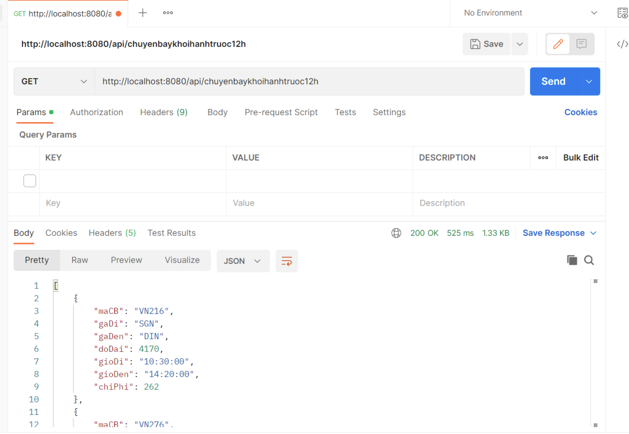 GET http://localhost:8080/a
No Environment
http://localhost:8080/api/chuyenbaykhoihanhtruoc12h
Save
GET http://localhost:8080/api/chuyenbaykhoihanhtruoc12h Send
Params Authorization Headers (9) Body Pre-request Script Tests Settings Cookies
Query Params
KEY VALUE DESCRIPTION Bulk Edit
Key Value Description
Body Cookies Headers (5) Test Results 200 OK 525 ms 1.33 KB Save Response
Pretty Raw Preview Visualize JSON
1 [
2 {
3 "maCB": "VN216",
4 "gaDi": "SGN",
5 "gaDen": "DIN",
6 "doDai": 4170,
7 "gioDi": "10:30:00",
8 "gioDen": "14:20:00",
9 "chiPhi": 262
10 },
11 {
12 "maCB": "VN276",